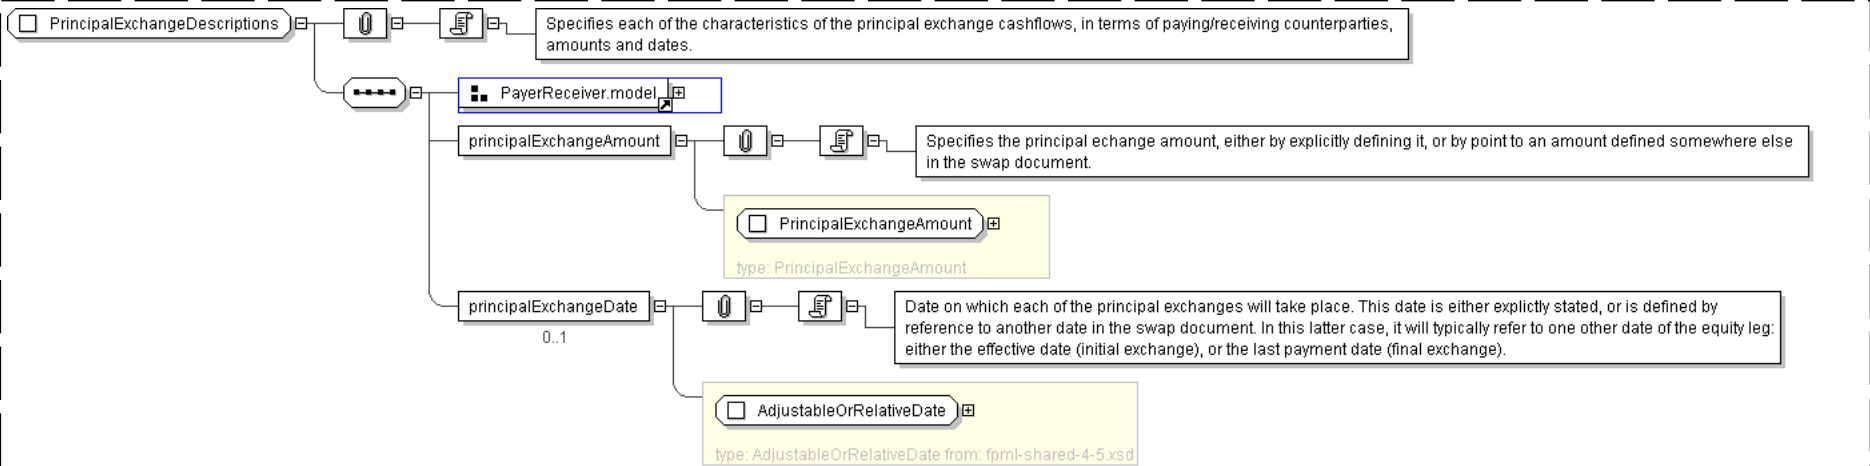 PrincipalExchangeDescriptions
Specifies each of the characteristics of the principal exchange cashflows, in terms of paying/receiving counterparties,
amounts and dates.
PayerReceiver.model
principalExchangeAmount
Specifies the principal echange amount, either by explicitly defining it, or by point to an amount defined somewhere else
in the swap document.
PrincipalExchangeAmount
type: PrincipalExchangeAmount
principalExchangeDate
0..1
Date on which each of the principal exchanges will take place. This date is either explictly stated, or is defined by
reference to another date in the swap document. In this latter case, it will typically refer to one other date of the equity leg:
either the effective date (initial exchange), or the last payment date (final exchange).
AdjustableOrRelativeDate
type: AdjustableOrRelativeDate from: fpml-shared-4-5.xsd